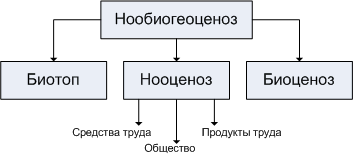 Нообиогеоценоз
Биотоп
Нооценоз
Биоценоз
Средства труда
Общество
Продукты труда